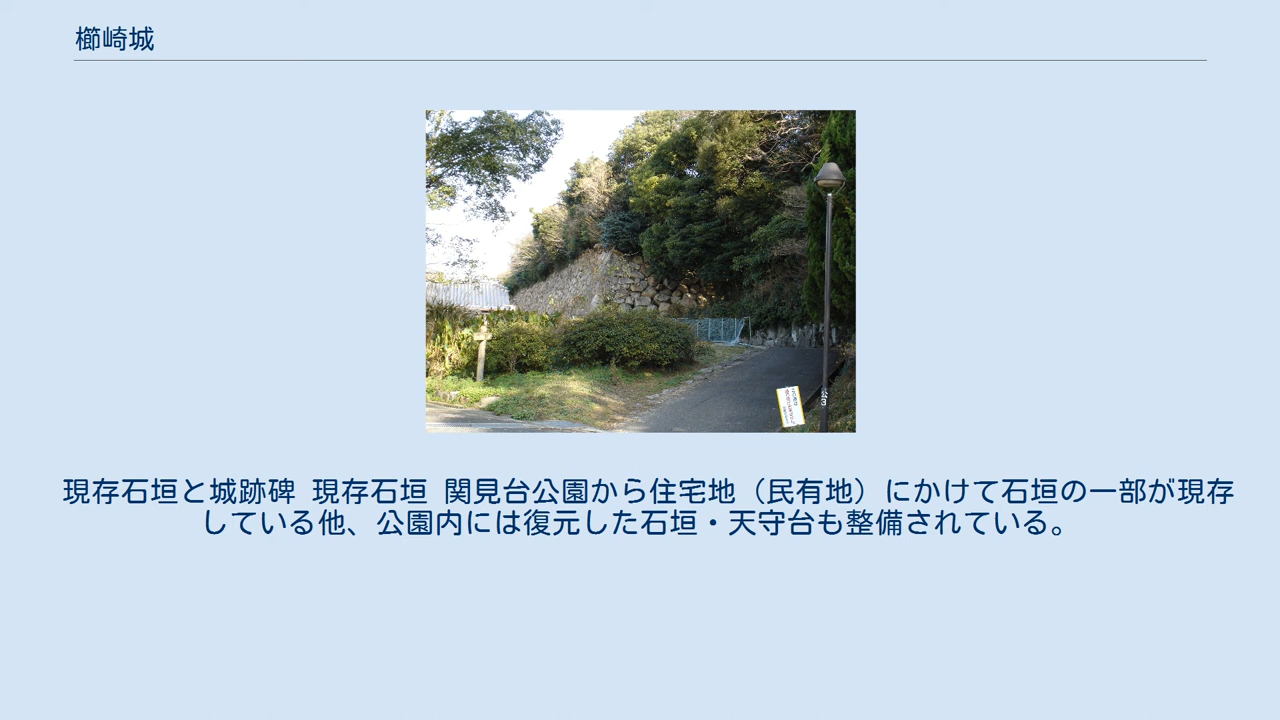 櫛崎城
公3
現存石垣と城跡碑 現存石垣 関見台公園から住宅地（民有地）にかけて石垣の一部が現存
している他、公園内には復元した石垣・天守台も整備されている。